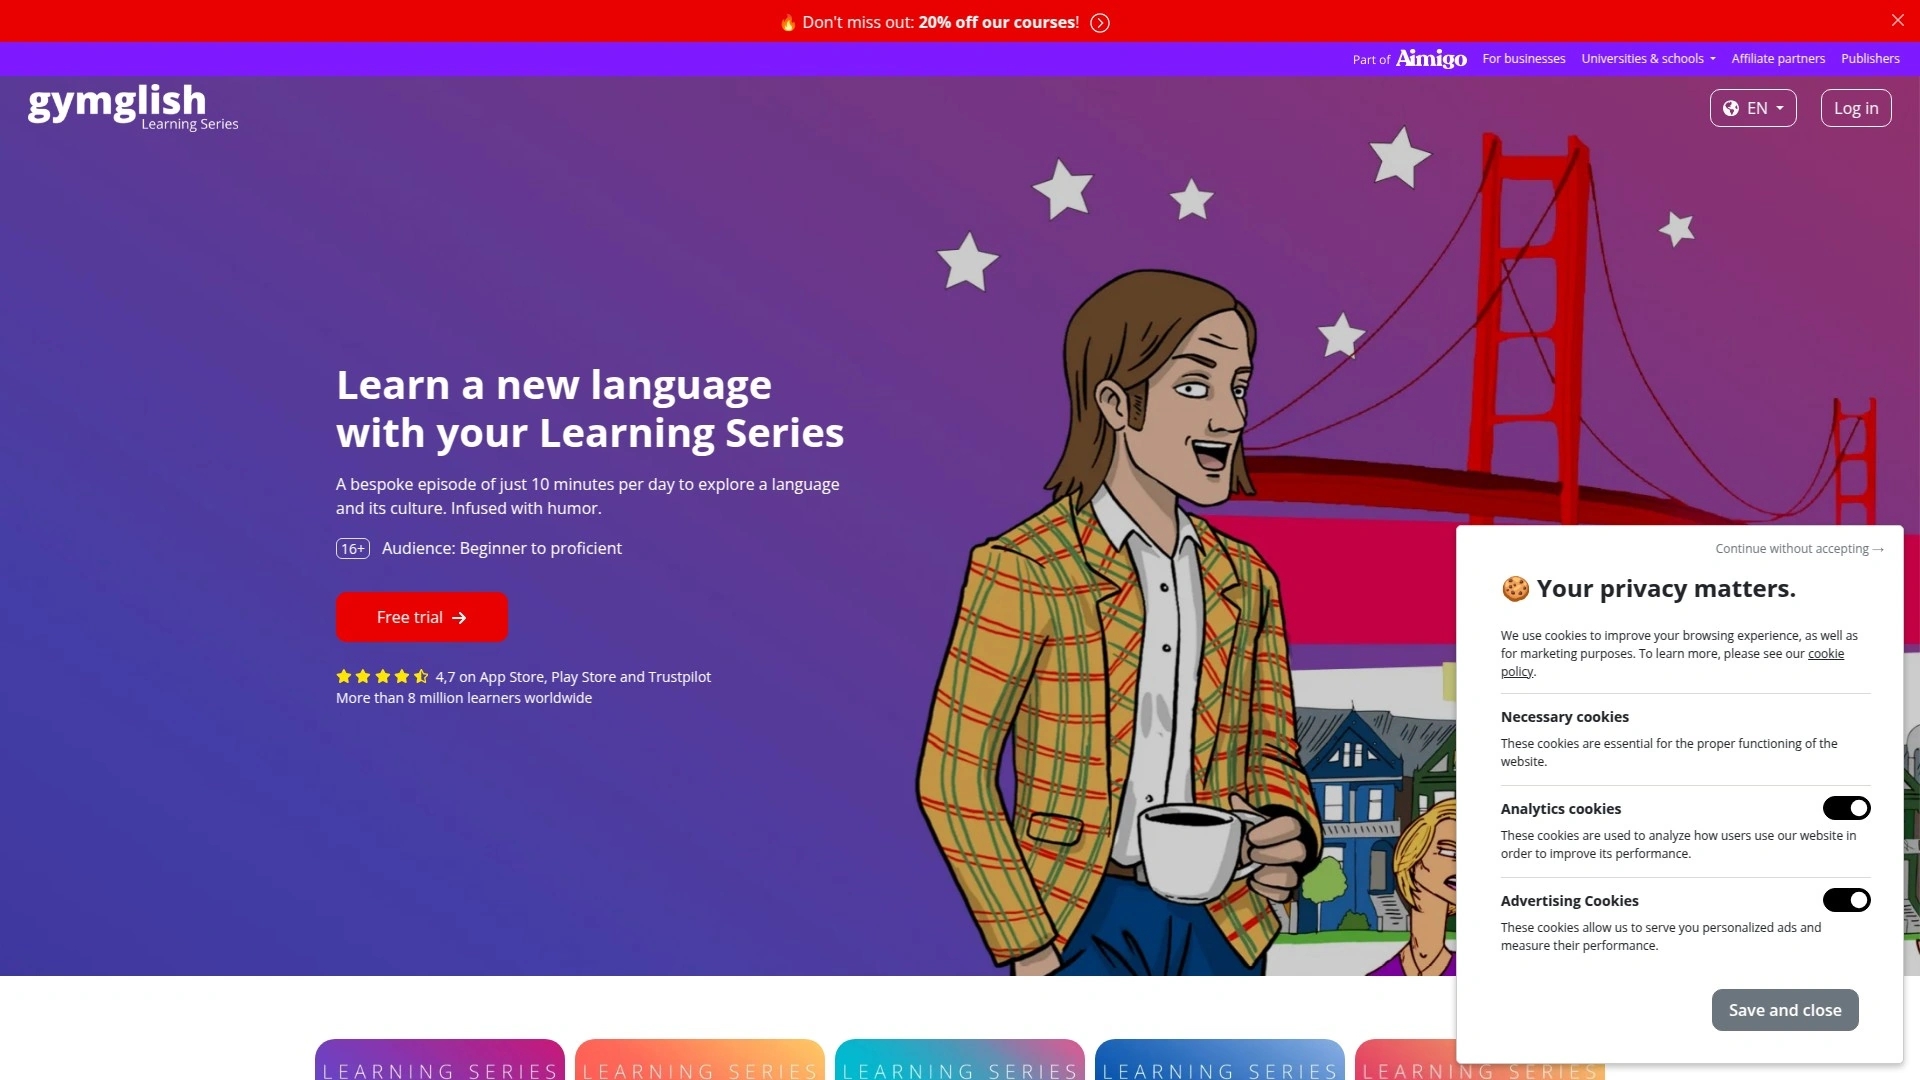 🔥 Don't miss out: 20% off our courses!
Part of Aimigo For businesses Universities & schools Affiliate partners Publishers
gymglish
Learning Series
EN
Log in
Learn a new language
with your Learning Series
A bespoke episode of just 10 minutes per day to explore a language
and its culture. Infused with humor.
16+ Audience: Beginner to proficient
Free trial →
4,7 on App Store, Play Store and Trustpilot
More than 8 million learners worldwide
Continue without accepting →
🍪 Your privacy matters.
We use cookies to improve your browsing experience, as well as
for marketing purposes. To learn more, please see our cookie
policy.
Necessary cookies
These cookies are essential for the proper functioning of the
website.
Analytics cookies
These cookies are used to analyze how users use our website in
order to improve its performance.
Advertising Cookies
These cookies allow us to serve you personalized ads and
measure their performance.
Save and close
LEARNING SERIES
LEARNING SERIES
LEARNING SERIES
LEARNING SERIES
LEARNING SERIES